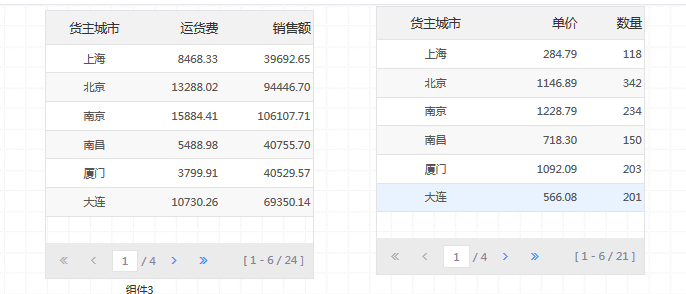 货主城市 运货费 销售额
上海 8468.33 39692.65
北京 13288.02 94446.70
南京 15884.41 106107.71
南昌 5488.98 40755.70
厦门 3799.91 40529.57
大连 10730.26 69350.14
1 / 4 [ 1 - 6 / 24 ]
组件3
货主城市 单价 数量
上海 284.79 118
北京 1146.89 342
南京 1228.79 234
南昌 718.30 150
厦门 1092.09 203
大连 566.08 201
1 / 4 [ 1 - 6 / 21 ]